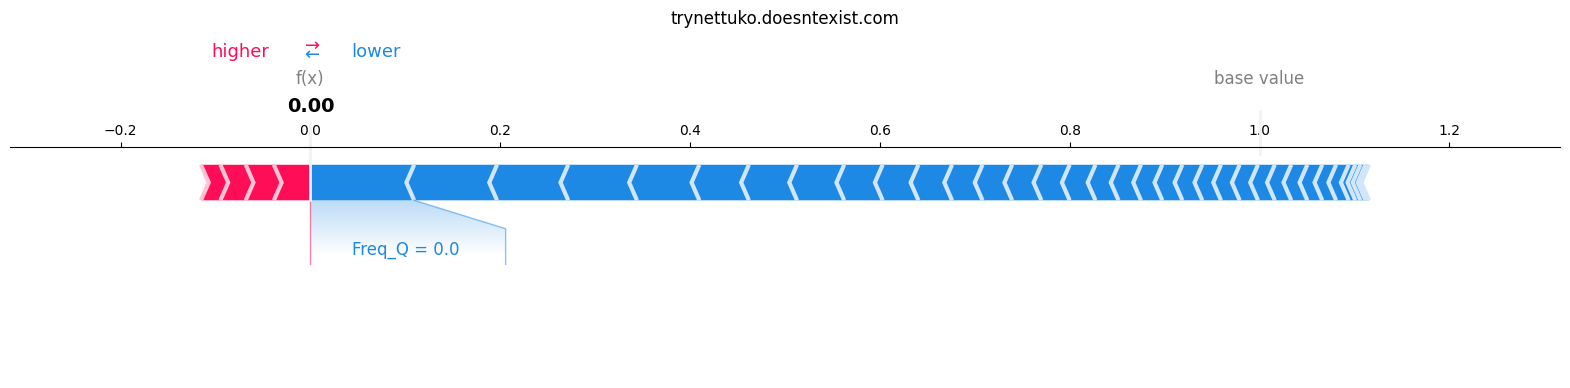 trynettuko.doesntexist.com
higher ⇄ lower
f(x) base value
0.00
−0.2 0.0 0.2 0.4 0.6 0.8 1.0 1.2
Freq_Q = 0.0